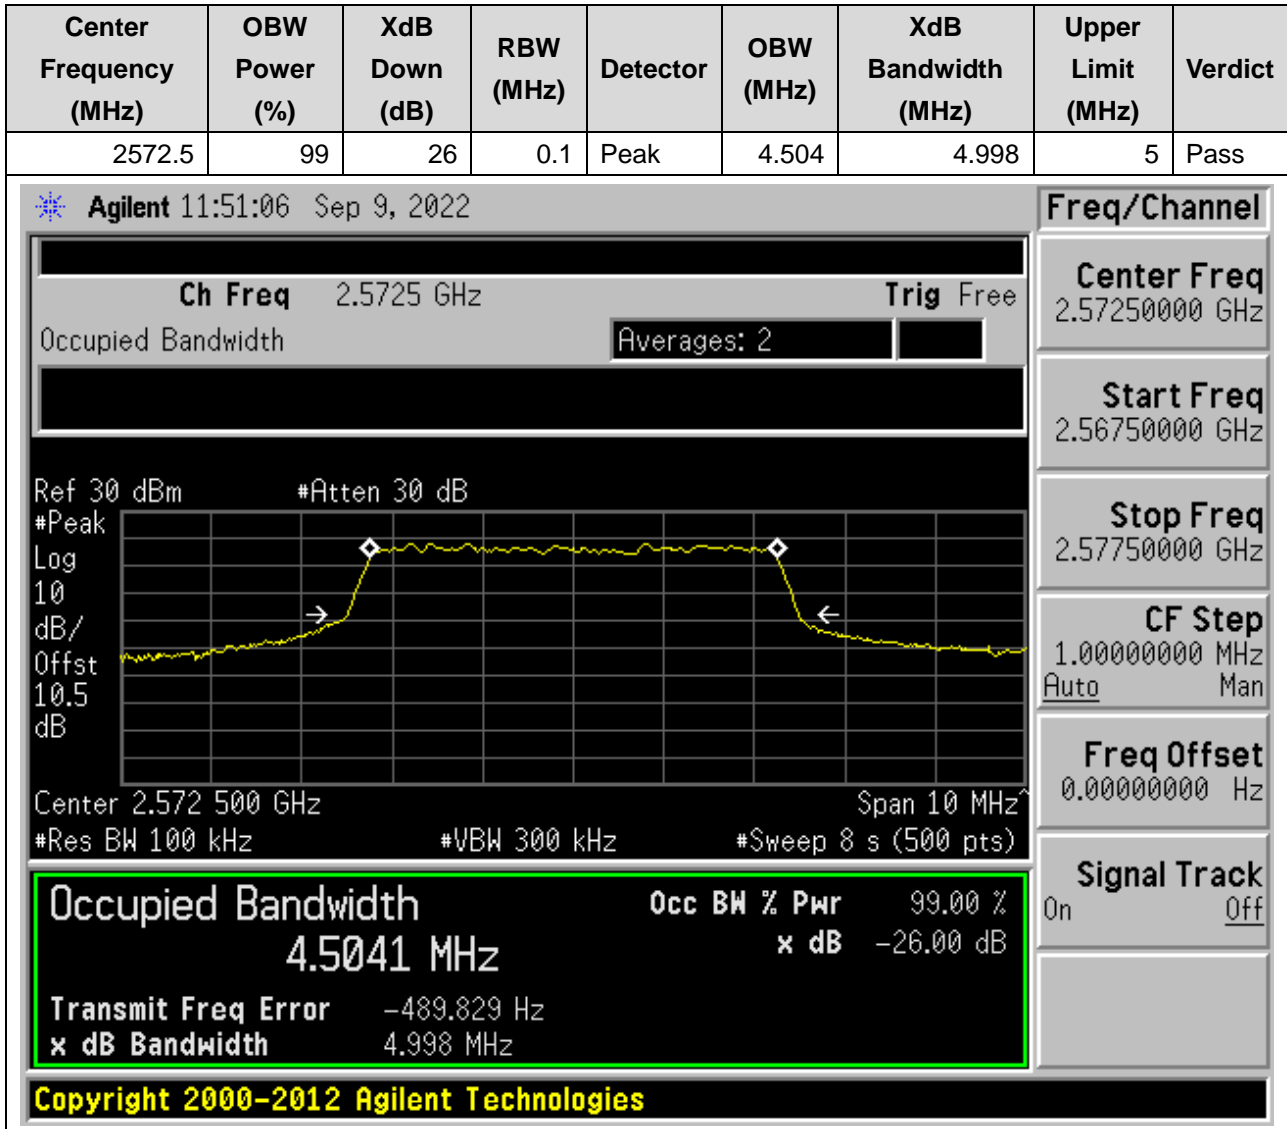 Center Frequency (MHz) OBW Power (%) XdB Down (dB) RBW (MHz) Detector OBW (MHz) XdB Bandwidth (MHz) Upper Limit (MHz) Verdict
2572.5 99 26 0.1 Peak 4.504 4.998 5 Pass
Agilent 11:51:06 Sep 9, 2022
Freq/Channel
Ch Freq 2.5725 GHz Trig Free
Occupied Bandwidth Averages: 2
Center Freq
2.57250000 GHz
Start Freq
2.56750000 GHz
Stop Freq
2.57750000 GHz
CF Step
1.00000000 MHz
Auto Man
Freq Offset
0.00000000 Hz
Signal Track
On Off
Ref 30 dBm #Atten 30 dB
#Peak
Log
10
dB/
Offst
10.5
dB
Center 2.572 500 GHz Span 10 MHz^
#Res BW 100 kHz #VBW 300 kHz #Sweep 8 s (500 pts)
Occupied Bandwidth Occ BW % Pwr 99.00 %
4.5041 MHz x dB -26.00 dB
Transmit Freq Error -489.829 Hz
x dB Bandwidth 4.998 MHz
Copyright 2000-2012 Agilent Technologies